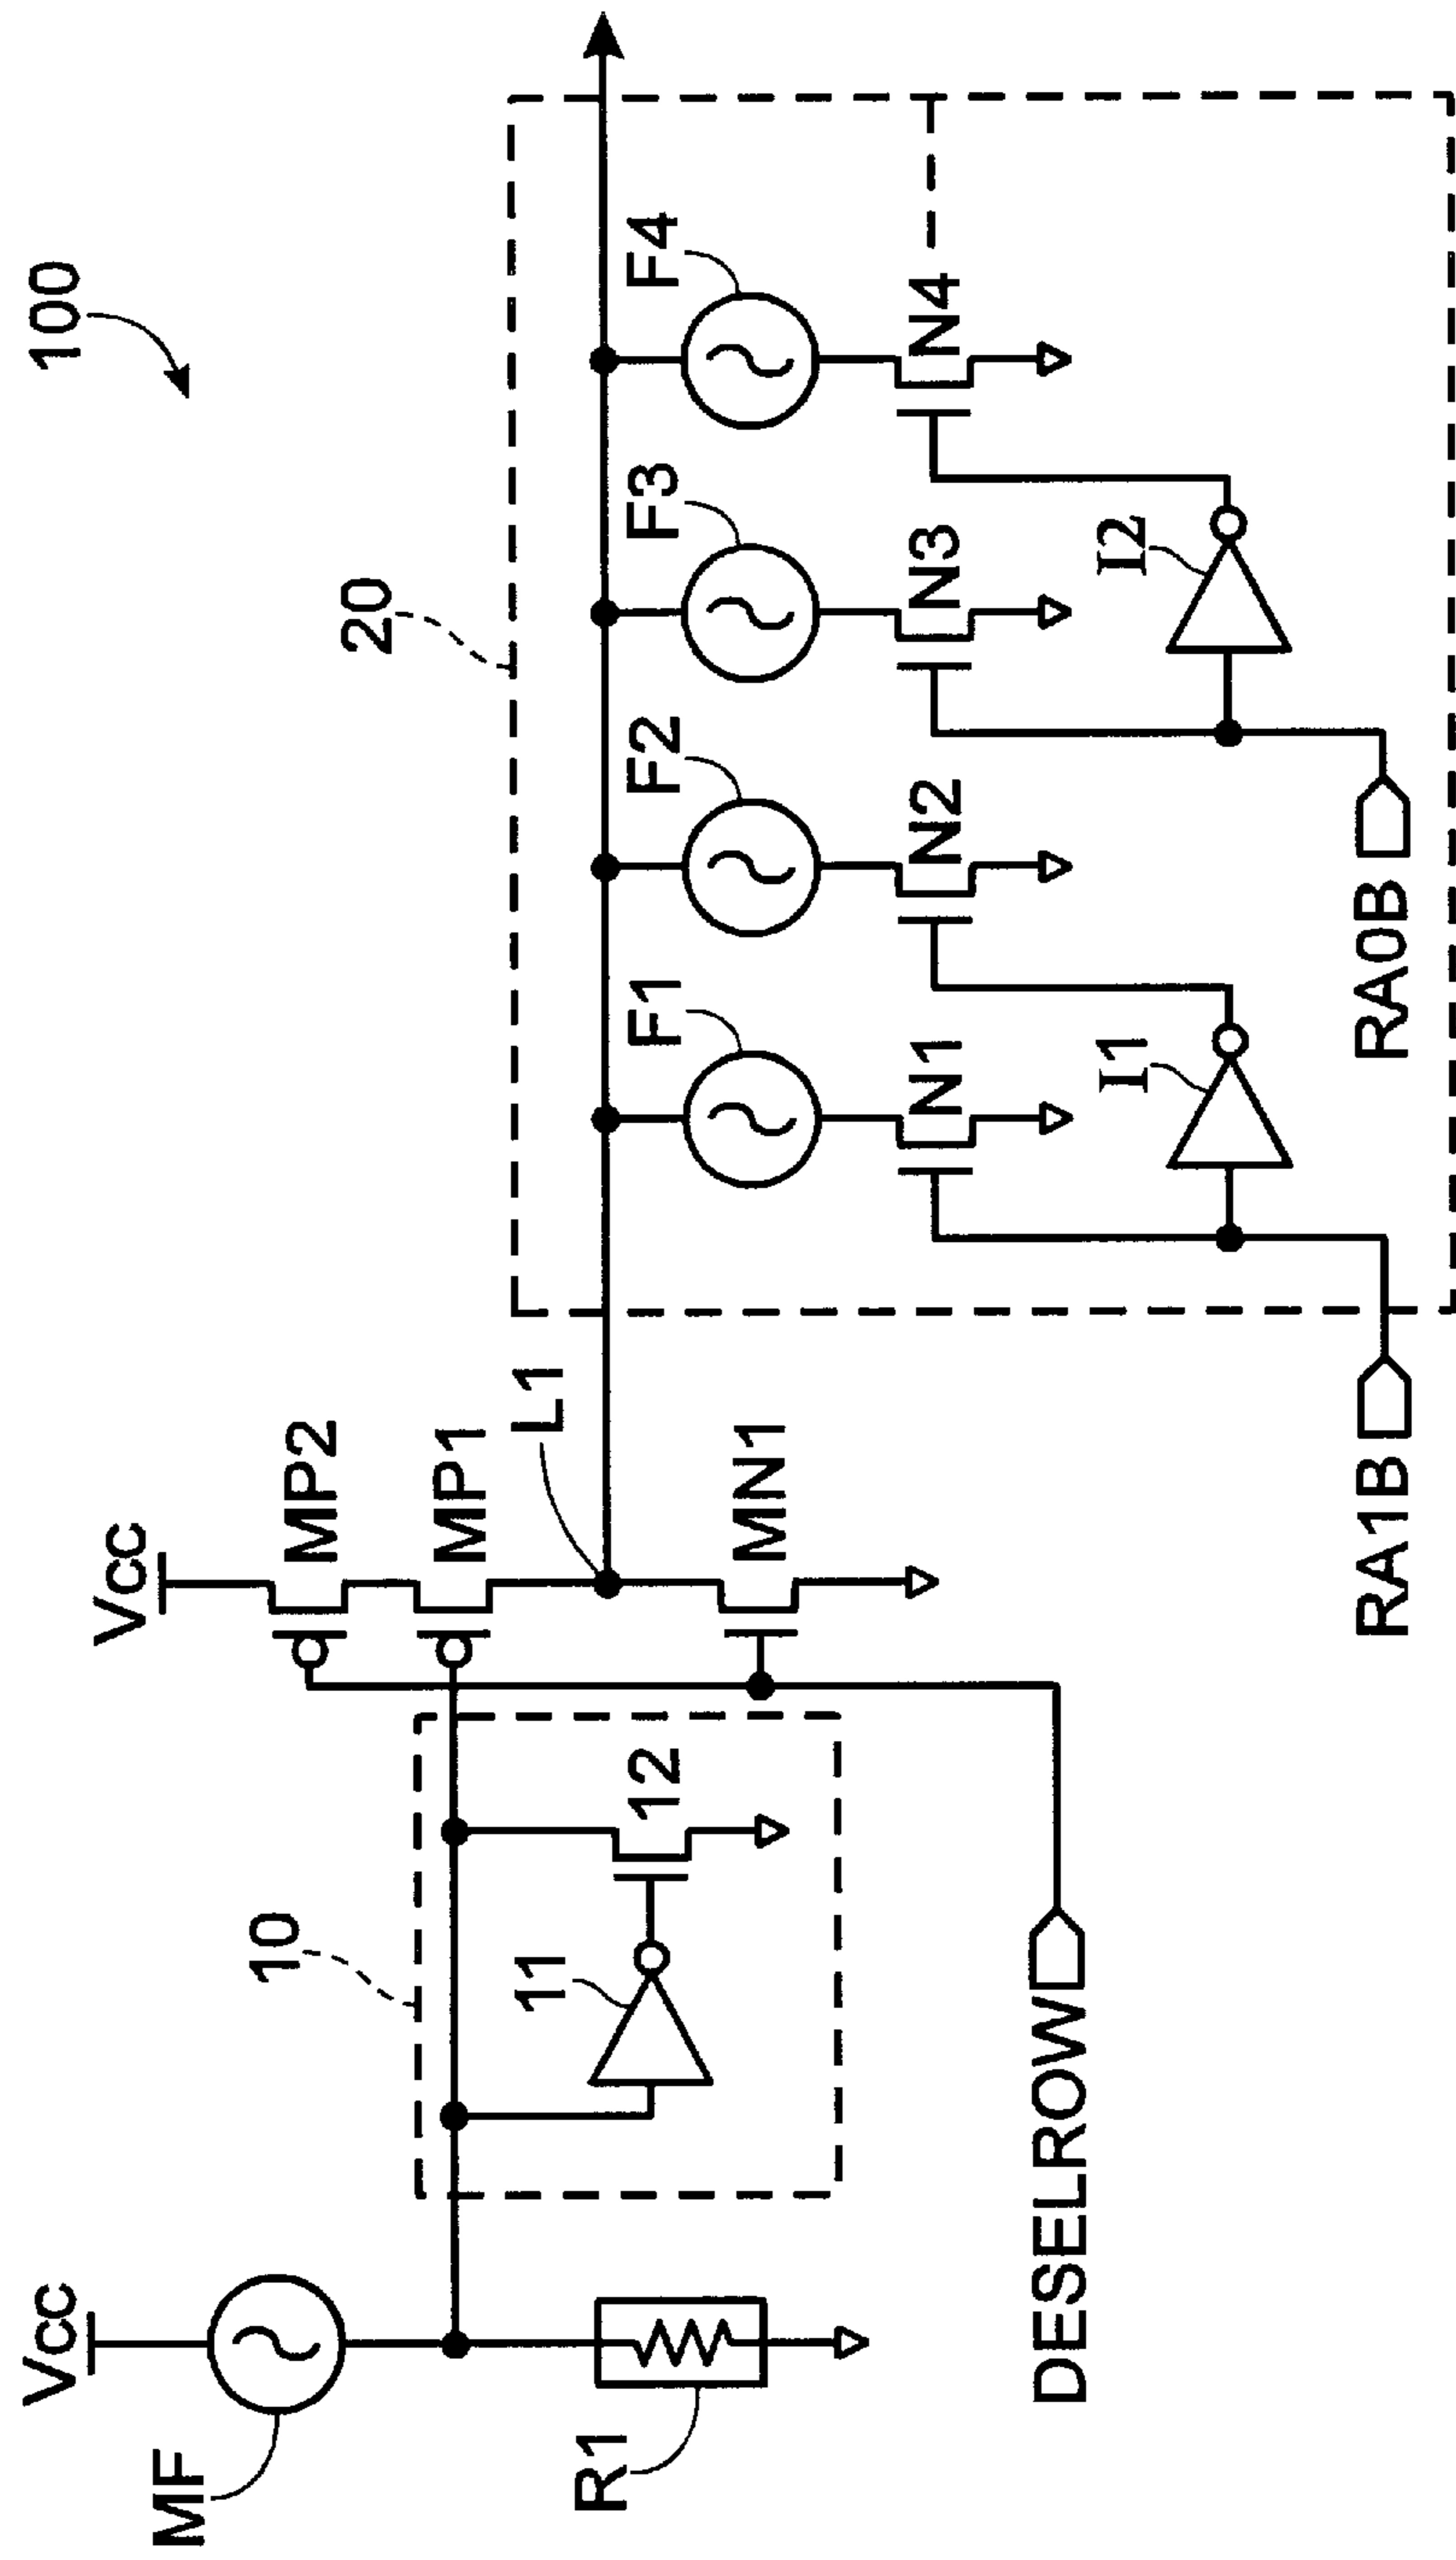 100
20
Vcc
MP2
MP1
L1
MN1
F1
F2
F3
F4
N1
N2
N3
N4
I1
I2
RA1B
RA0B
10
11
12
Vcc
MF
R1
DESELROW